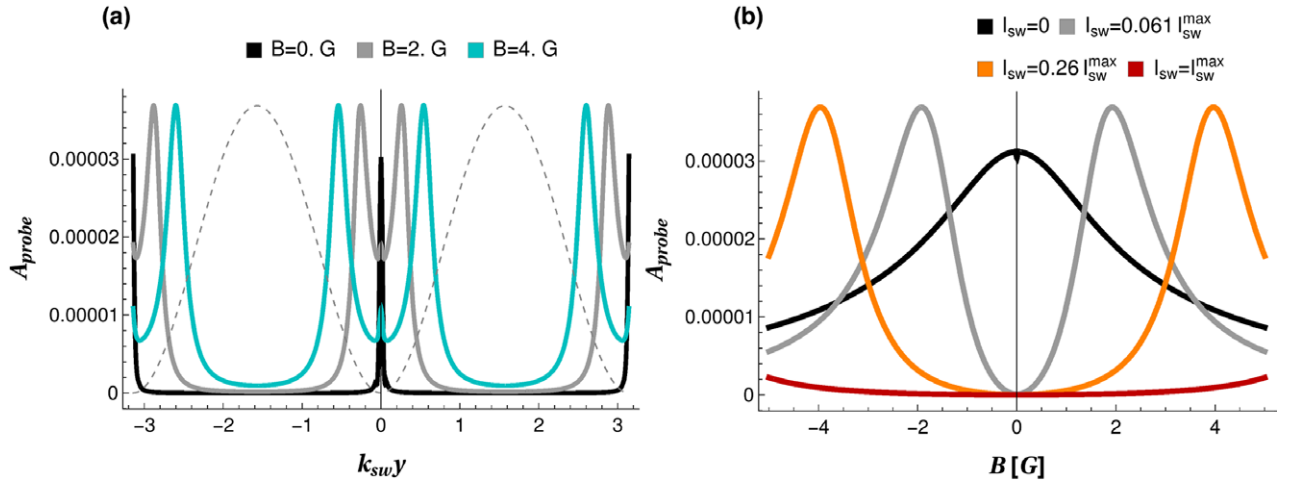 (a)
B=0. G B=2. G B=4. G
A_probe
0.00003
0.00002
0.00001
0
−3 −2 −1 0 1 2 3
k_sw y
(b)
I_sw=0 I_sw=0.061 I_sw^max
I_sw=0.26 I_sw^max I_sw=I_sw^max
A_probe
0.00003
0.00002
0.00001
0
−4 −2 0 2 4
B [G]